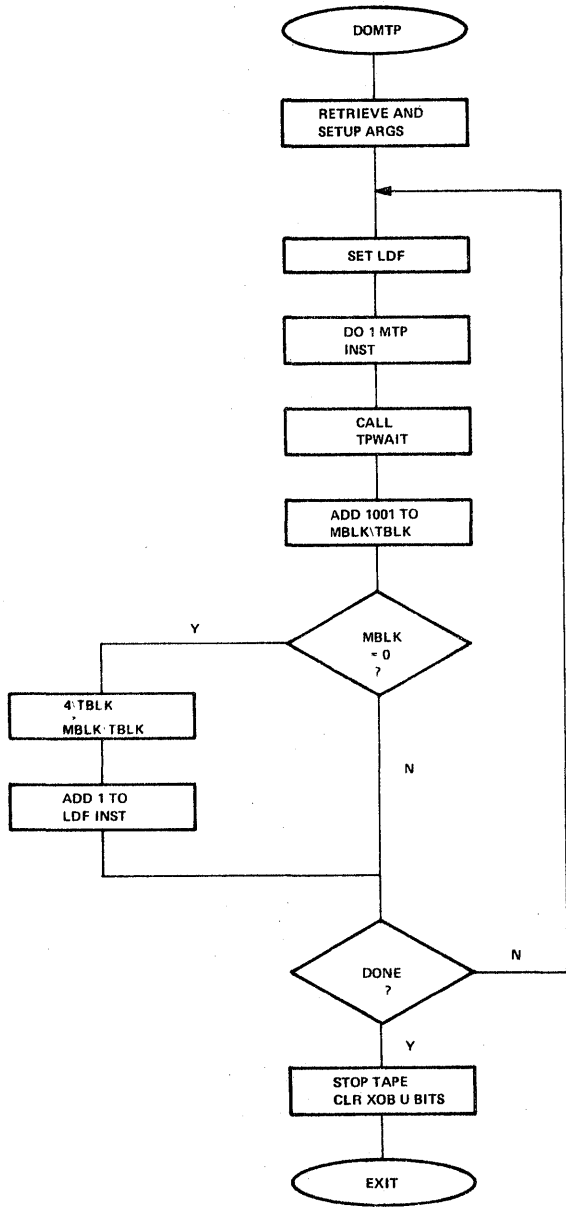 DOMTP
RETRIEVE AND
SETUP ARGS
SET LDF
DO 1 MTP
INST
CALL
TPWAIT
ADD 1001 TO
MBLK\TBLK
MBLK
= 0
?
Y
N
4\TBLK
MBLK TBLK
ADD 1 TO
LDF INST
DONE
?
N
Y
STOP TAPE
CLR XOB U BITS
EXIT